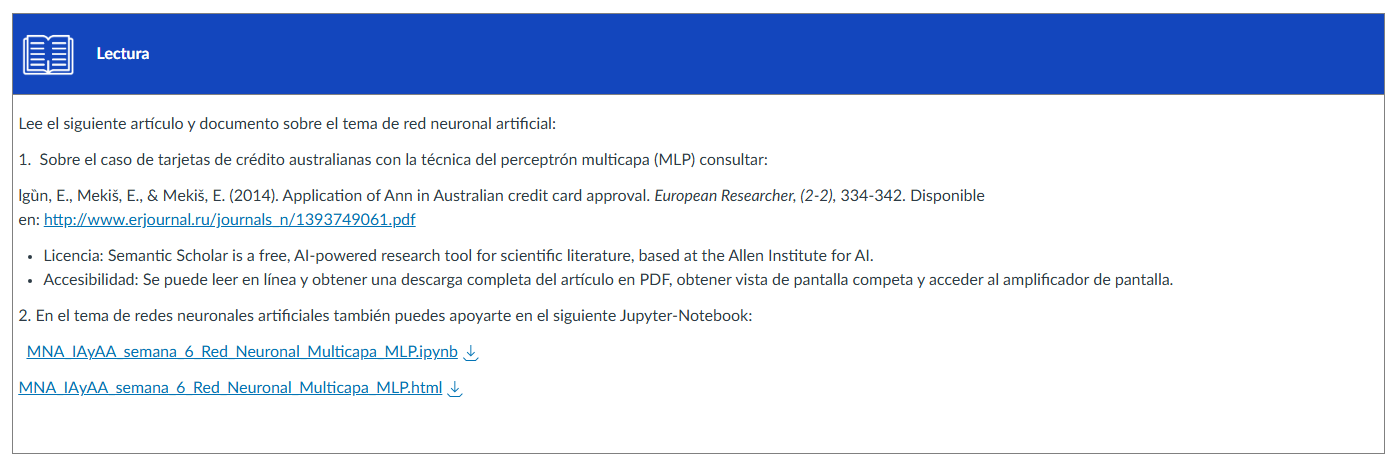 Lectura
Lee el siguiente artículo y documento sobre el tema de red neuronal artificial:
1. Sobre el caso de tarjetas de crédito australianas con la técnica del perceptrón multicapa (MLP) consultar:
Igȕn, E., Mekiš, E., & Mekiš, E. (2014). Application of Ann in Australian credit card approval. European Researcher, (2-2), 334-342. Disponible
en: http://www.erjournal.ru/journals_n/1393749061.pdf
• Licencia: Semantic Scholar is a free, AI-powered research tool for scientific literature, based at the Allen Institute for AI.
• Accesibilidad: Se puede leer en línea y obtener una descarga completa del artículo en PDF, obtener vista de pantalla competa y acceder al amplificador de pantalla.
2. En el tema de redes neuronales artificiales también puedes apoyarte en el siguiente Jupyter-Notebook:
MNA_IAyAA_semana_6_Red_Neuronal_Multicapa_MLP.ipynb
MNA_IAyAA_semana_6_Red_Neuronal_Multicapa_MLP.html